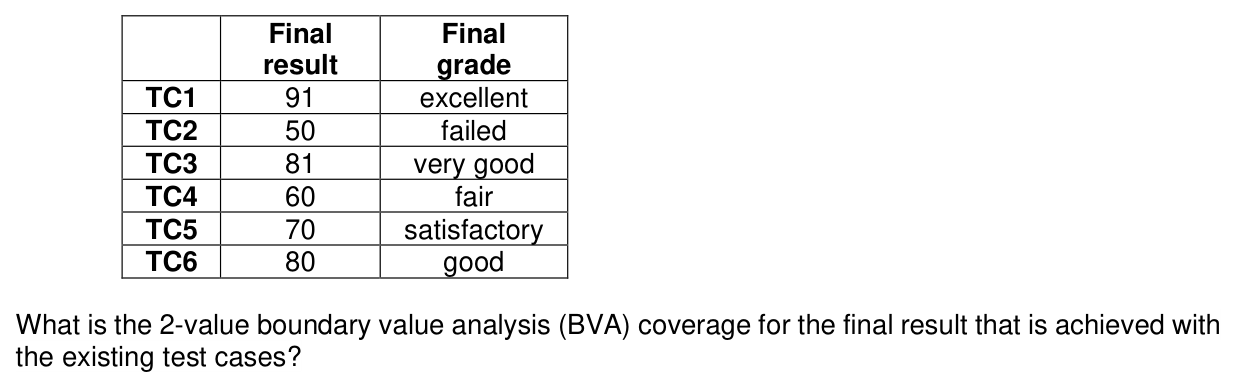 Final result Final grade
TC1 91 excellent
TC2 50 failed
TC3 81 very good
TC4 60 fair
TC5 70 satisfactory
TC6 80 good
What is the 2-value boundary value analysis (BVA) coverage for the final result that is achieved with
the existing test cases?